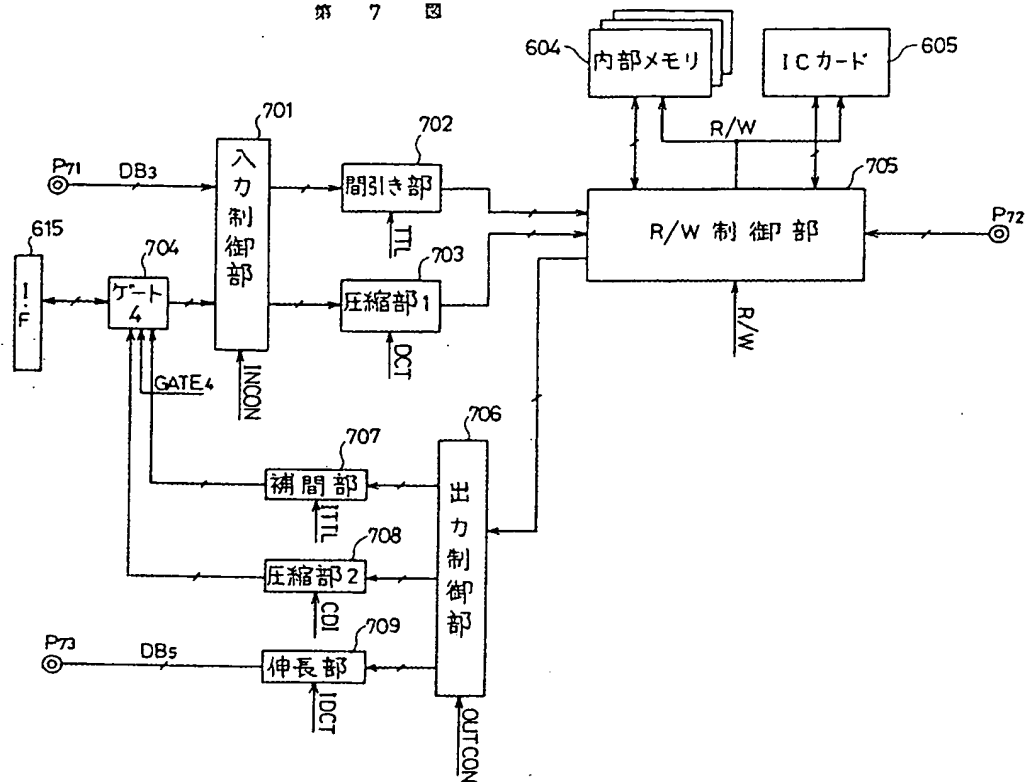 第 7 図
604
内部メモリ
ICカード
605
R/W
701
702
705
P71
DB3
入力制御部
間引き部
TTL
R/W 制御部
P72
615
I.F
704
ゲート
4
703
圧縮部1
DCT
R/W
GATE4
INCON
706
707
補間部
ITTL
出力制御部
708
圧縮部2
CDI
P73
DB5
709
伸長部
IDCT
OUTCON